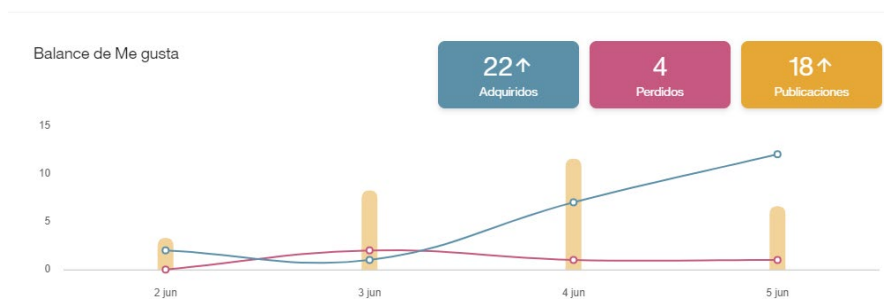 Balance de Me gusta
22↑
Adquiridos
4
Perdidos
18↑
Publicaciones
15
10
5
0
2 jun 3 jun 4 jun 5 jun